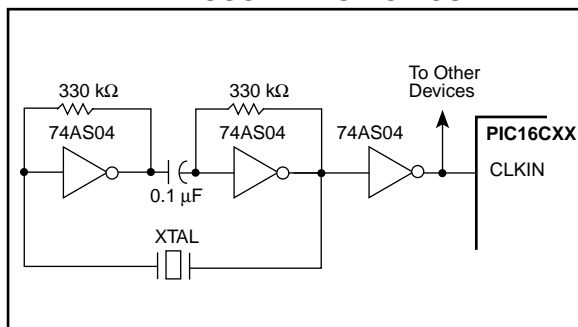 To Other
Devices
330 kΩ
330 kΩ
74AS04
74AS04
74AS04
PIC16CXX
CLKIN
0.1 µF
XTAL